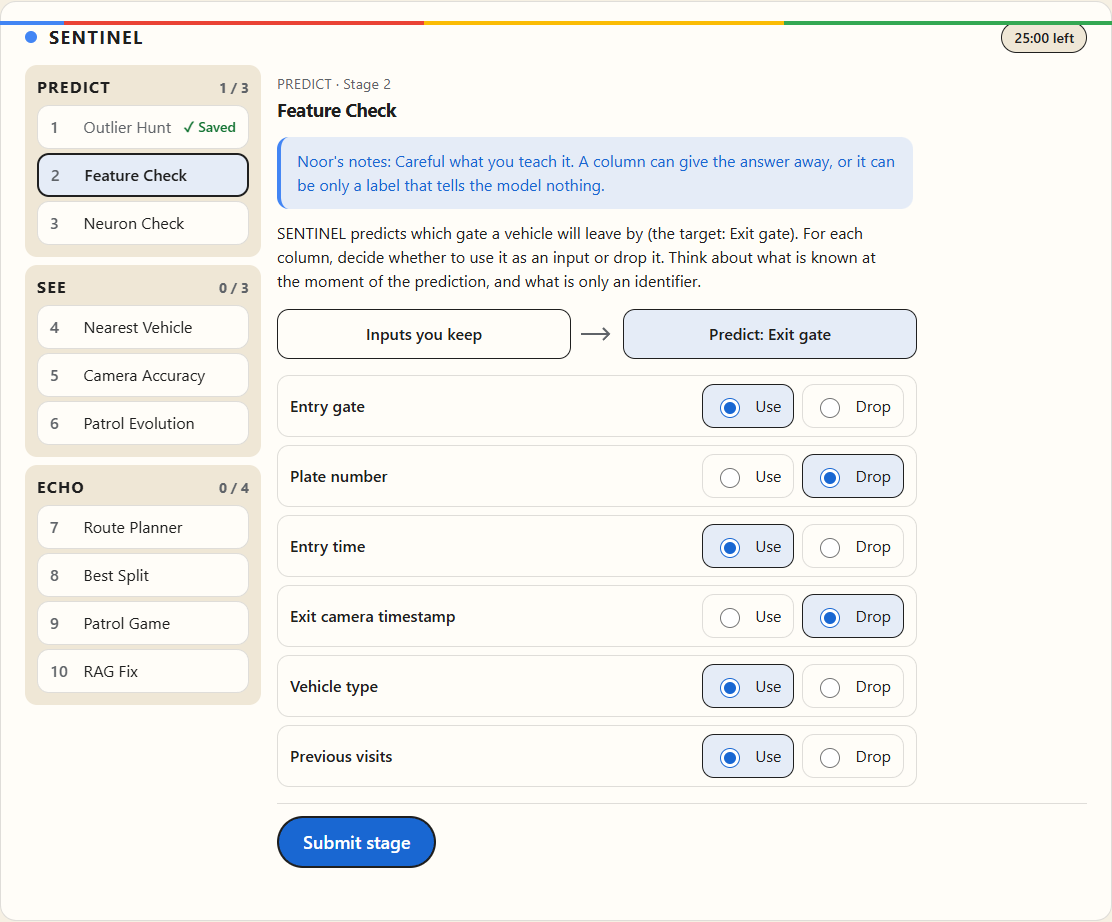 SENTINEL
25:00 left
PREDICT 1 / 3
1 Outlier Hunt ✓ Saved
2 Feature Check
3 Neuron Check
SEE 0 / 3
4 Nearest Vehicle
5 Camera Accuracy
6 Patrol Evolution
ECHO 0 / 4
7 Route Planner
8 Best Split
9 Patrol Game
10 RAG Fix
PREDICT · Stage 2
Feature Check
Noor's notes: Careful what you teach it. A column can give the answer away, or it can
be only a label that tells the model nothing.
SENTINEL predicts which gate a vehicle will leave by (the target: Exit gate). For each
column, decide whether to use it as an input or drop it. Think about what is known at
the moment of the prediction, and what is only an identifier.
Inputs you keep → Predict: Exit gate
Entry gate Use Drop
Plate number Use Drop
Entry time Use Drop
Exit camera timestamp Use Drop
Vehicle type Use Drop
Previous visits Use Drop
Submit stage